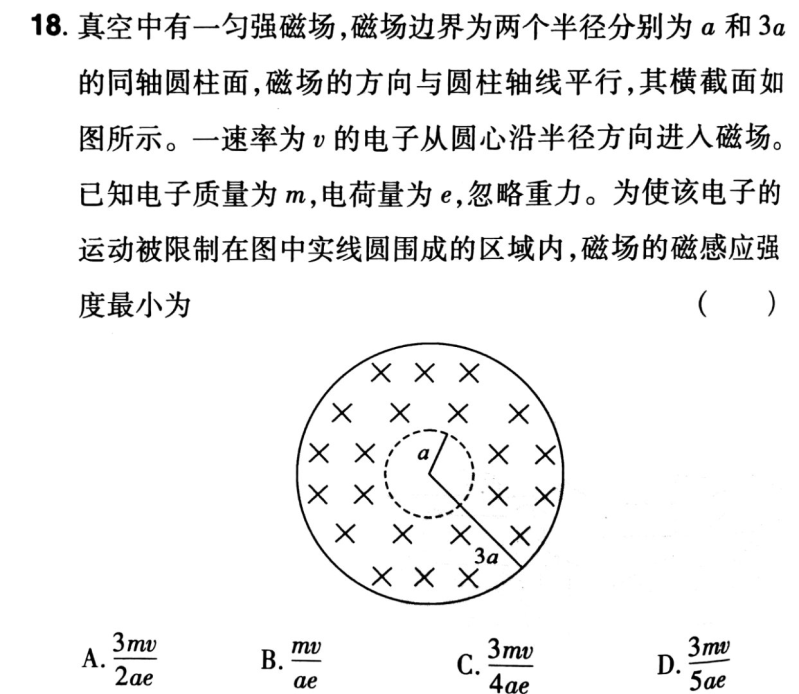 18. 真空中有一匀强磁场,磁场边界为两个半径分别为 a 和 3a
的同轴圆柱面,磁场的方向与圆柱轴线平行,其横截面如
图所示。一速率为 v 的电子从圆心沿半径方向进入磁场。
已知电子质量为 m,电荷量为 e,忽略重力。为使该电子的
运动被限制在图中实线圆围成的区域内,磁场的磁感应强
度最小为 ( )
a
3a
A. 3mv/2ae B. mv/ae C. 3mv/4ae D. 3mv/5ae